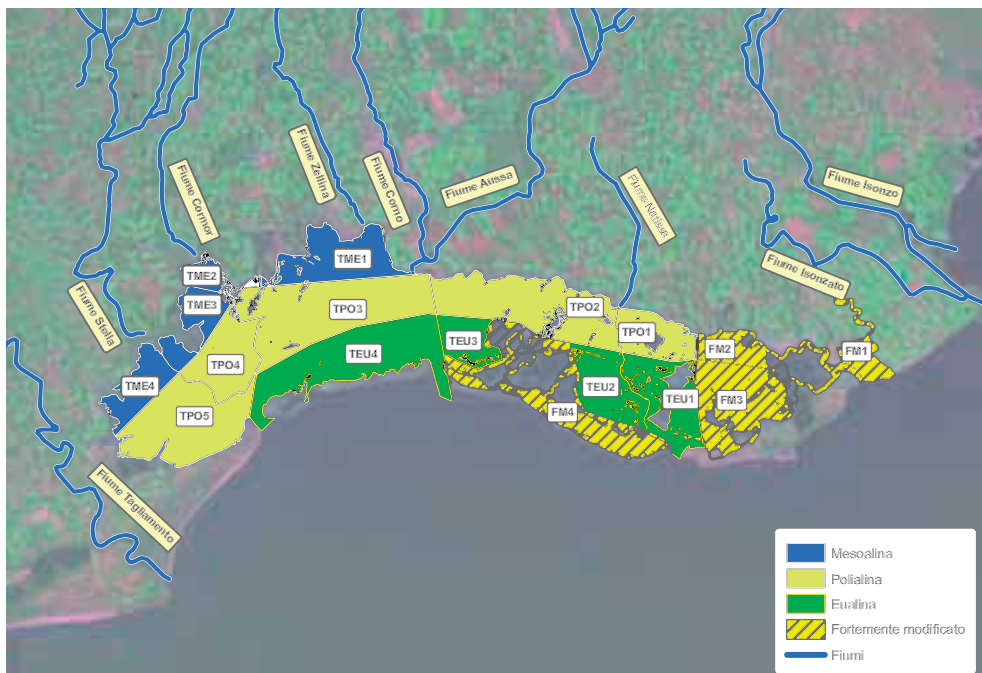 Fiume Cormor
Fiume Zellina
Fiume Corno
Fiume Aussa
Fiume Natissa
Fiume Isonzo
Fiume Isonzato
Fiume Stella
Fiume Tagliamento
TME1
TME2
TME3
TME4
TPO3
TPO2
TPO1
TPO4
TPO5
TEU4
TEU3
TEU2
TEU1
FM2
FM1
FM3
FM4
Mesoalina
Polialina
Eualina
Fortemente modificato
Fiumi